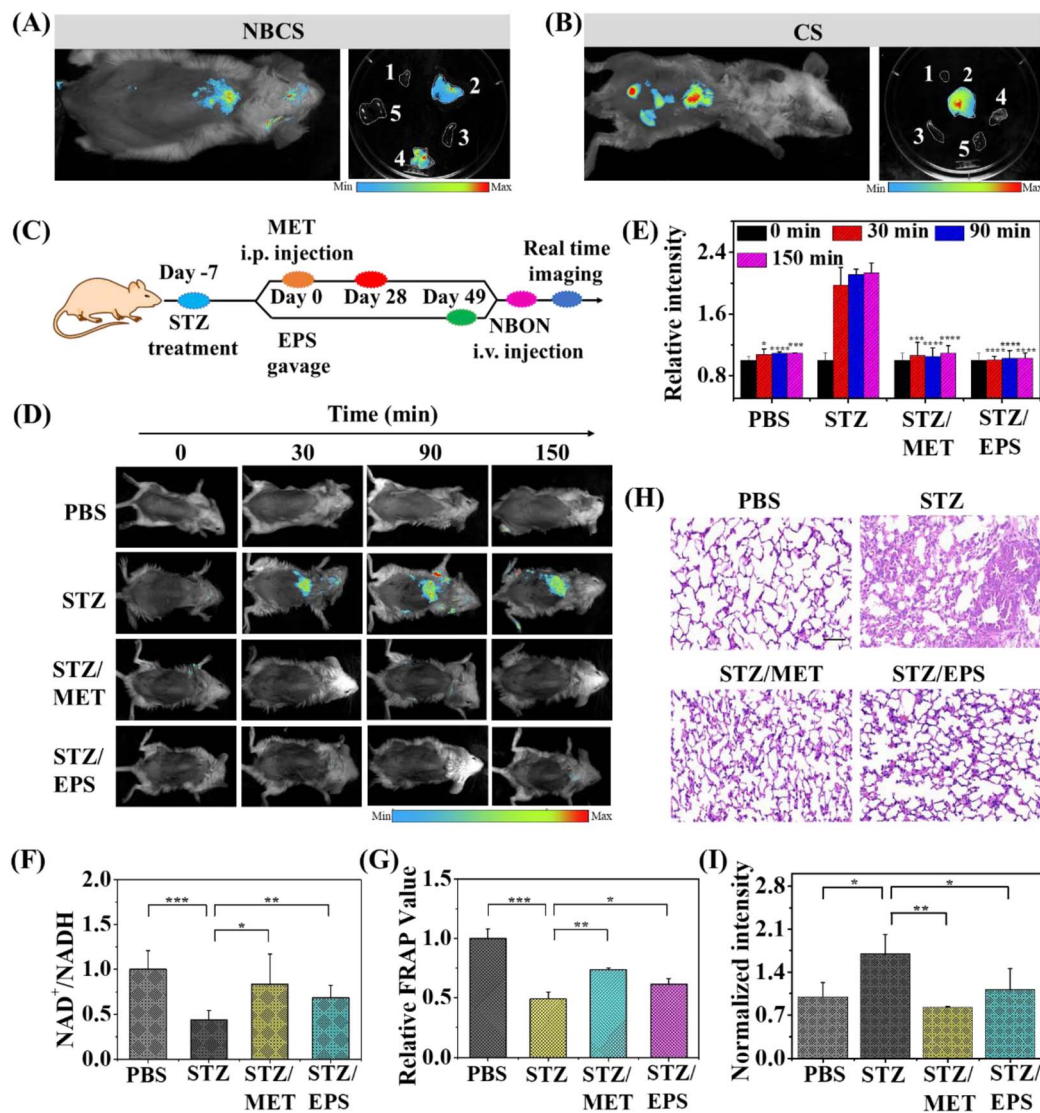 (A)
NBCS
1
2
5
3
4
Min
Max
(B)
CS
1
2
4
3
5
Min
Max
(C)
MET
i.p. injection
Real time
imaging
Day -7
Day 0
Day 28
Day 49
STZ
treatment
EPS
gavage
NBON
i.v. injection
(E)
Relative intensity
2.4
1.6
0.8
0 min
30 min
90 min
150 min
*
****
***
***
****
****
****
****
****
PBS
STZ
STZ/
MET
STZ/
EPS
(D)
Time (min)
0
30
90
150
PBS
STZ
STZ/
MET
STZ/
EPS
Min
Max
(H)
PBS
STZ
STZ/MET
STZ/EPS
(F)
NAD⁺/NADH
2.0
1.5
1.0
0.5
0.0
***
**
*
PBS
STZ
STZ/
MET
STZ/
EPS
(G)
Relative FRAP Value
1.5
1.0
0.5
0.0
***
*
**
PBS
STZ
STZ/
MET
STZ/
EPS
(I)
Normalized intensity
2.8
2.1
1.4
0.7
0.0
*
*
**
PBS
STZ
STZ/
MET
STZ/
EPS